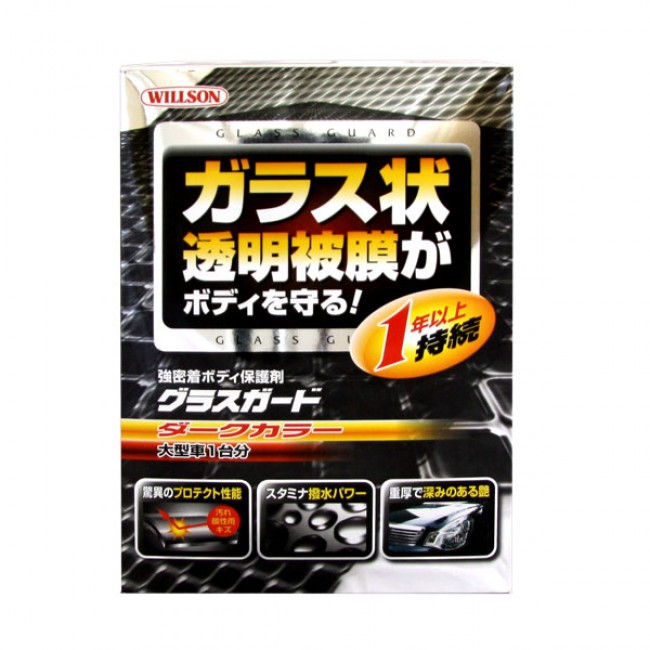 WILLSON
GLASS GUARD
ガラス状
透明被膜が
ボディを守る!
1年以上
持続
GLASS GU
強密着ボディ保護剤
グラスガード
ダークカラー
大型車1台分
驚異のプロテクト性能
汚れ
酸性雨
キズ
スタミナ撥水パワー
重厚で深みのある艶